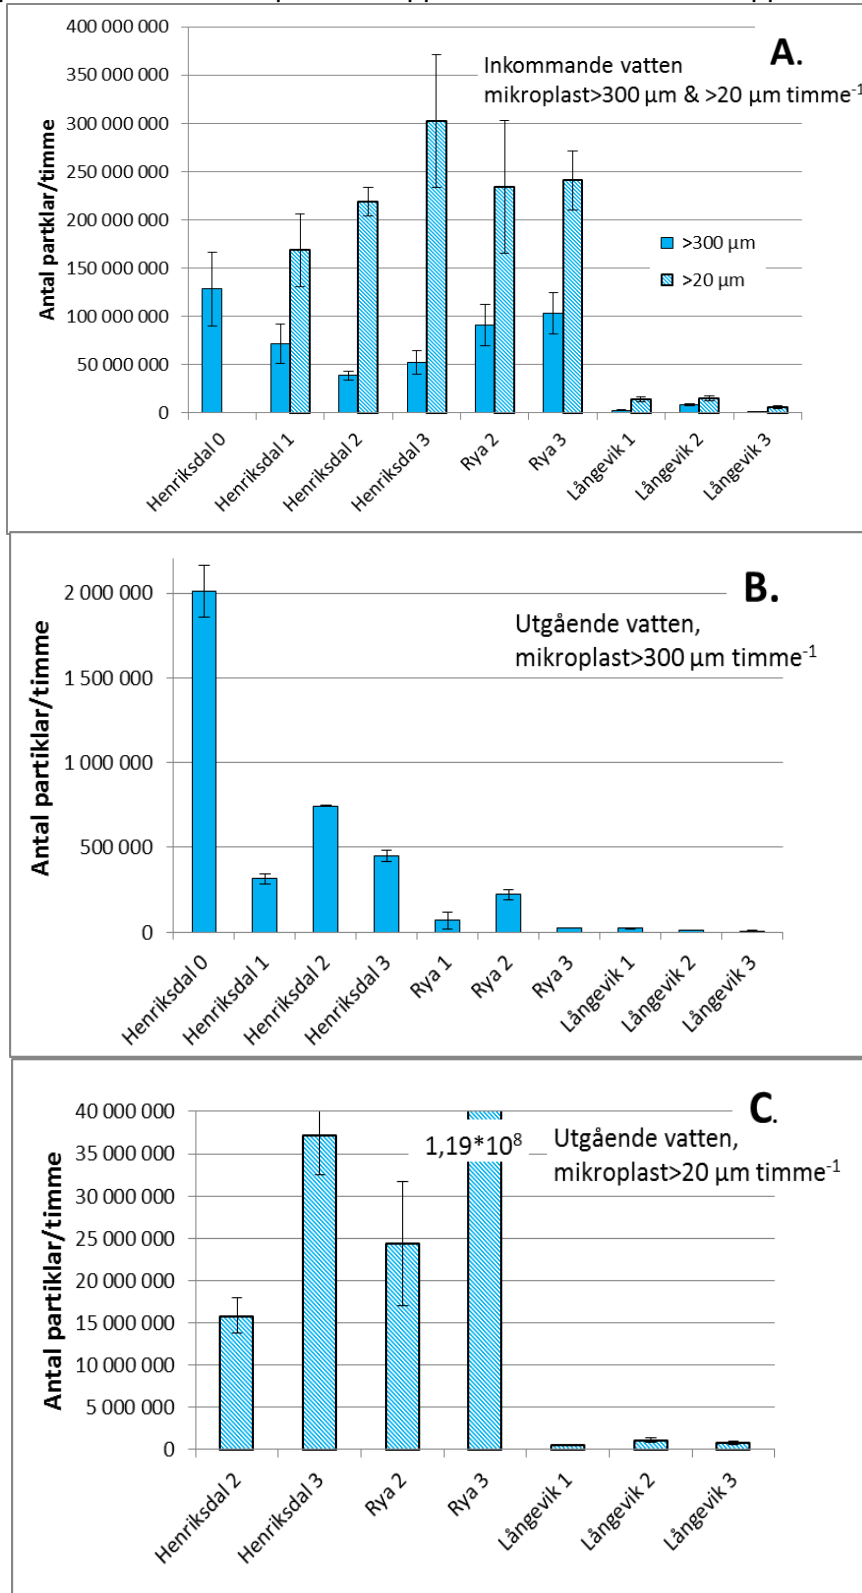 400 000 000
350 000 000
300 000 000
250 000 000
200 000 000
150 000 000
100 000 000
50 000 000
0
Antal partklar/timme
A.
Inkommande vatten
mikroplast>300 µm & >20 µm timme⁻¹
>300 µm
>20 µm
Henriksdal 0
Henriksdal 1
Henriksdal 2
Henriksdal 3
Rya 2
Rya 3
Långevik 1
Långevik 2
Långevik 3
2 000 000
1 500 000
1 000 000
500 000
0
Antal partiklar/timme
B.
Utgående vatten,
mikroplast>300 µm timme⁻¹
Henriksdal 0
Henriksdal 1
Henriksdal 2
Henriksdal 3
Rya 1
Rya 2
Rya 3
Långevik 1
Långevik 2
Långevik 3
40 000 000
35 000 000
30 000 000
25 000 000
20 000 000
15 000 000
10 000 000
5 000 000
0
Antal partiklar/timme
C.
1,19*10⁸
Utgående vatten,
mikroplast>20 µm timme⁻¹
Henriksdal 2
Henriksdal 3
Rya 2
Rya 3
Långevik 1
Långevik 2
Långevik 3